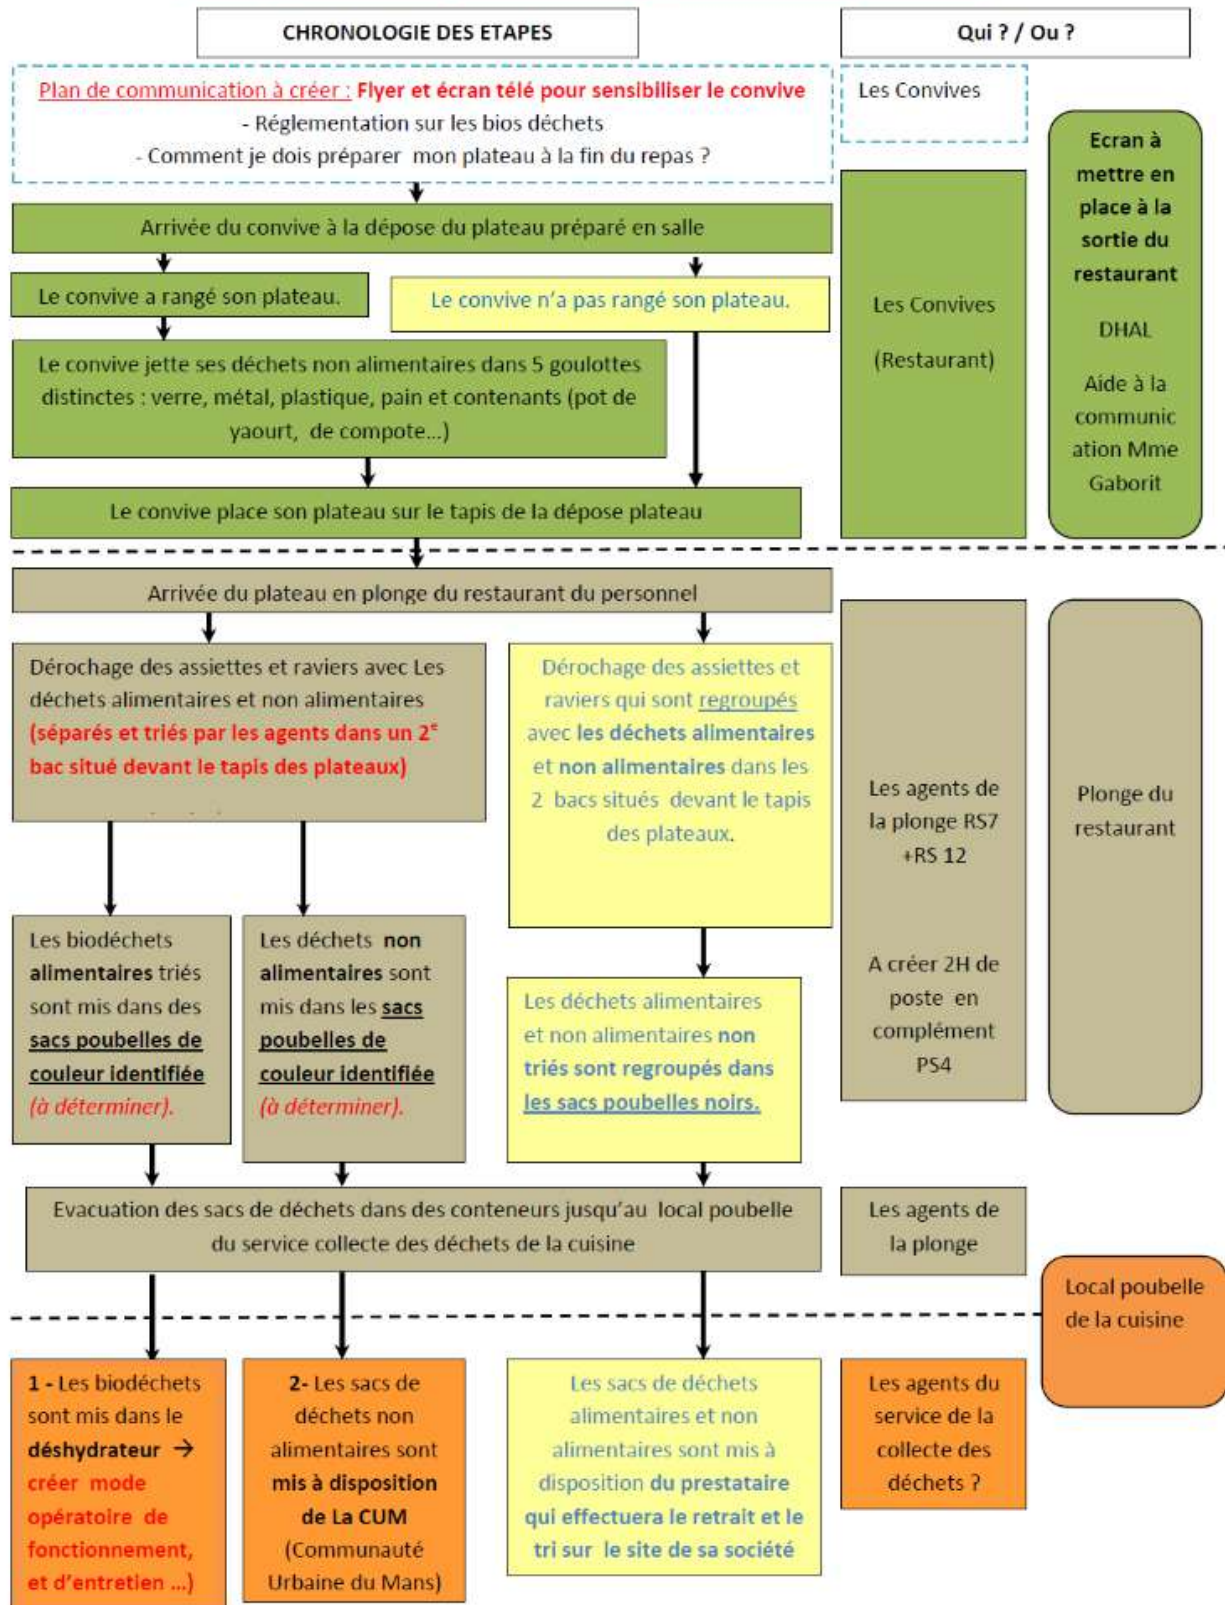 CHRONOLOGIE DES ETAPES
Qui ? / Ou ?
Plan de communication à créer : Flyer et écran télé pour sensibiliser le convive
- Réglementation sur les bios déchets
- Comment je dois préparer mon plateau à la fin du repas ?
Les Convives
Ecran à
mettre en
place à la
sortie du
restaurant
DHAL
Aide à la
communic
ation Mme
Gaborit
Arrivée du convive à la dépose du plateau préparé en salle
Le convive a rangé son plateau.
Le convive n'a pas rangé son plateau.
Les Convives
(Restaurant)
Le convive jette ses déchets non alimentaires dans 5 goulottes
distinctes : verre, métal, plastique, pain et contenants (pot de
yaourt, de compote...)
Le convive place son plateau sur le tapis de la dépose plateau
Arrivée du plateau en plonge du restaurant du personnel
Dérochage des assiettes et raviers avec Les
déchets alimentaires et non alimentaires
(séparés et triés par les agents dans un 2e
bac situé devant le tapis des plateaux)
Dérochage des assiettes et
raviers qui sont regroupés
avec les déchets alimentaires
et non alimentaires dans les
2 bacs situés devant le tapis
des plateaux.
Les agents de
la plonge RS7
+RS 12
A créer 2H de
poste en
complément
PS4
Plonge du
restaurant
Les biodéchets
alimentaires triés
sont mis dans des
sacs poubelles de
couleur identifiée
(à déterminer).
Les déchets non
alimentaires sont
mis dans les sacs
poubelles de
couleur identifiée
(à déterminer).
Les déchets alimentaires
et non alimentaires non
triés sont regroupés dans
les sacs poubelles noirs.
Evacuation des sacs de déchets dans des conteneurs jusqu'au local poubelle
du service collecte des déchets de la cuisine
Les agents de
la plonge
Local poubelle
de la cuisine
1 - Les biodéchets
sont mis dans le
déshydrateur →
créer mode
opératoire de
fonctionnement,
et d'entretien ...)
2- Les sacs de
déchets non
alimentaires sont
mis à disposition
de La CUM
(Communauté
Urbaine du Mans)
Les sacs de déchets
alimentaires et non
alimentaires sont mis à
disposition du prestataire
qui effectuera le retrait et le
tri sur le site de sa société
Les agents du
service de la
collecte des
déchets ?